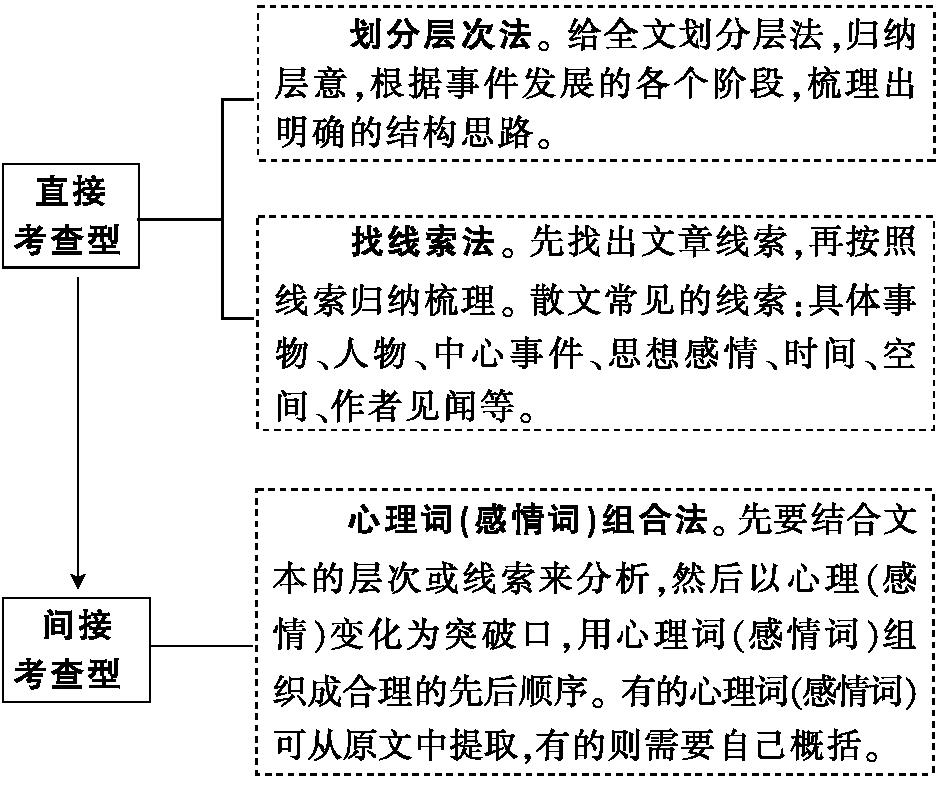 划分层次法。给全文划分层法，归纳
层意，根据事件发展的各个阶段，梳理出
明确的结构思路。
直接
考查型
找线索法。先找出文章线索，再按照
线索归纳梳理。散文常见的线索：具体事
物、人物、中心事件、思想感情、时间、空
间、作者见闻等。
心理词(感情词)组合法。先要结合文
本的层次或线索来分析，然后以心理(感
情)变化为突破口，用心理词(感情词)组
织成合理的先后顺序。有的心理词(感情词)
可从原文中提取，有的则需要自己概括。
间接
考查型